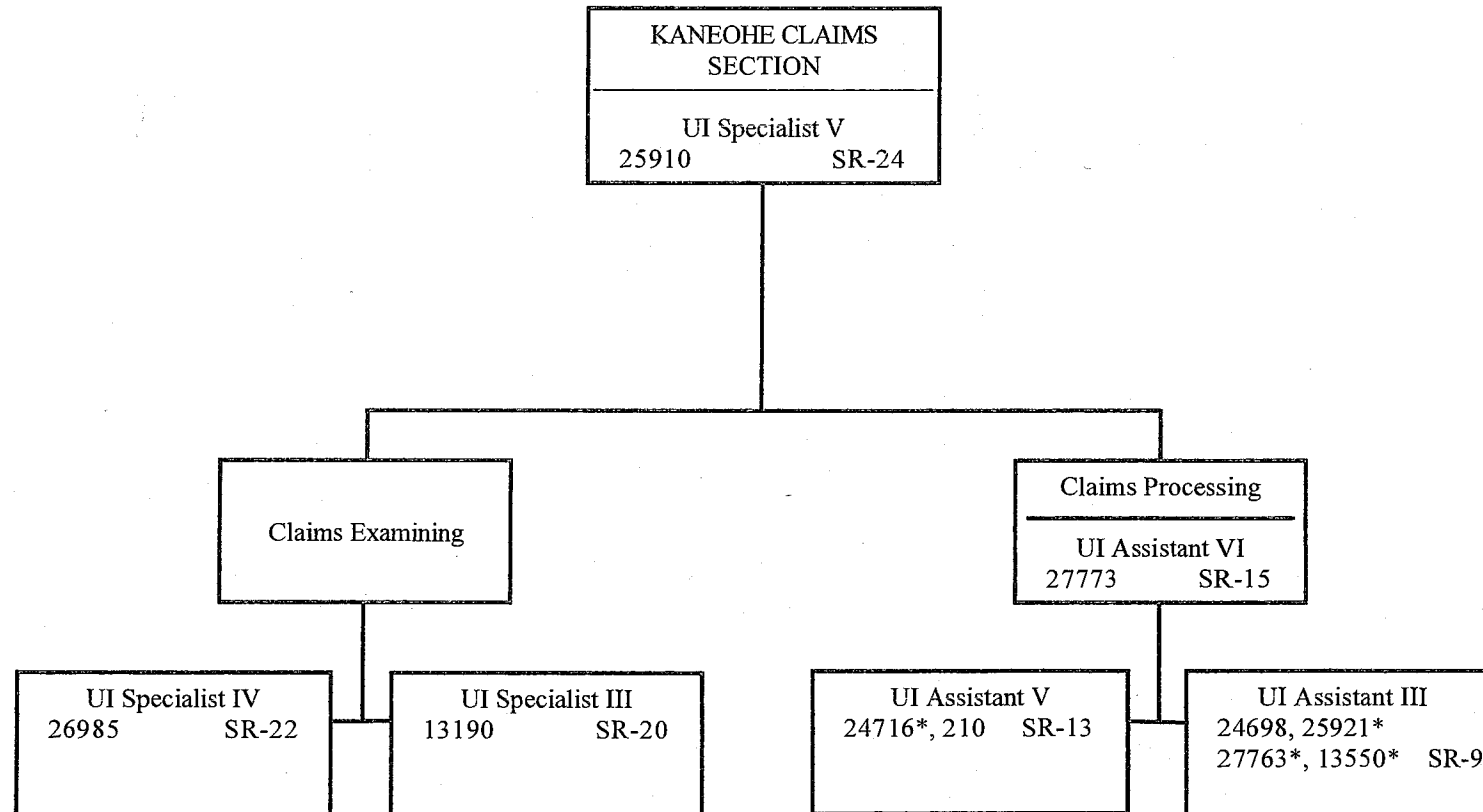 KANEOHE CLAIMS
SECTION
UI Specialist V
25910 SR-24
Claims Examining
Claims Processing
UI Assistant VI
27773 SR-15
UI Specialist IV
26985 SR-22
UI Specialist III
13190 SR-20
UI Assistant V
24716*, 210 SR-13
UI Assistant III
24698, 25921*
27763*, 13550* SR-9